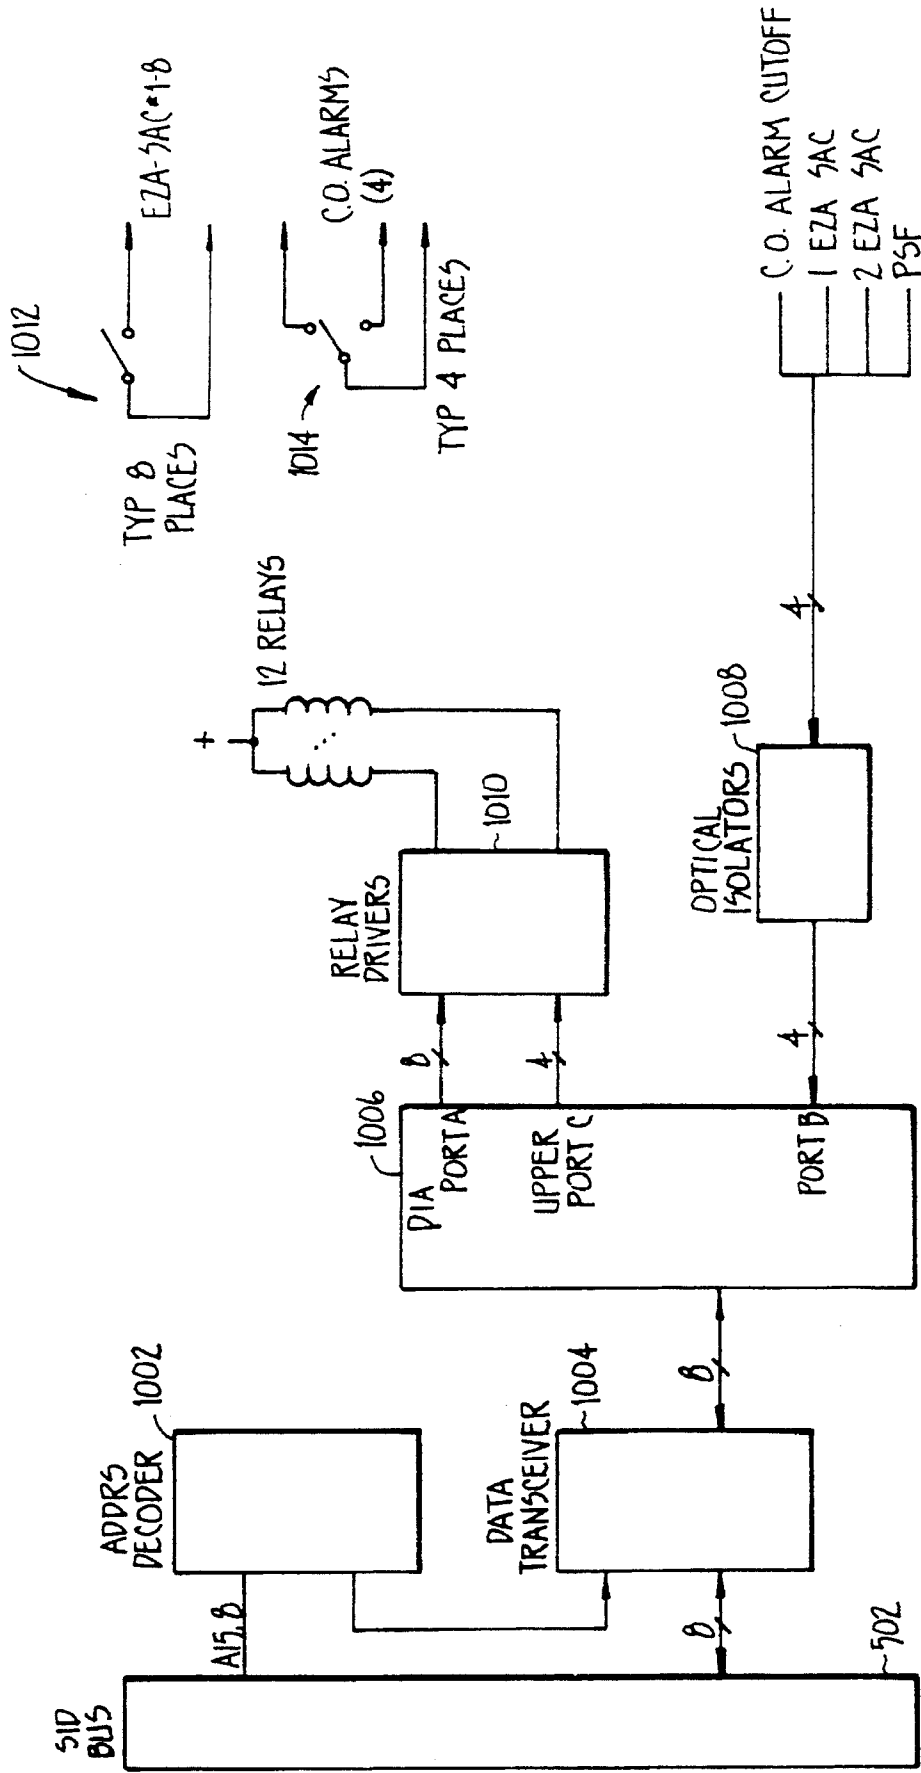 SID
BUS
502
A15, 8
8
ADDRS
DECODER
1002
DATA
TRANSCEIVER
1004
8
1006
PIA
PORT A
UPPER
PORT C
PORT B
8
4
4
RELAY
DRIVERS
1010
+
12 RELAYS
OPTICAL
ISOLATORS
1008
4
TYP 8
PLACES
1012
EZA-SAC#1-8
1014
C.O. ALARMS
(4)
TYP 4 PLACES
C.O. ALARM CUTOFF
1 EZA SAC
2 EZA SAC
PSF